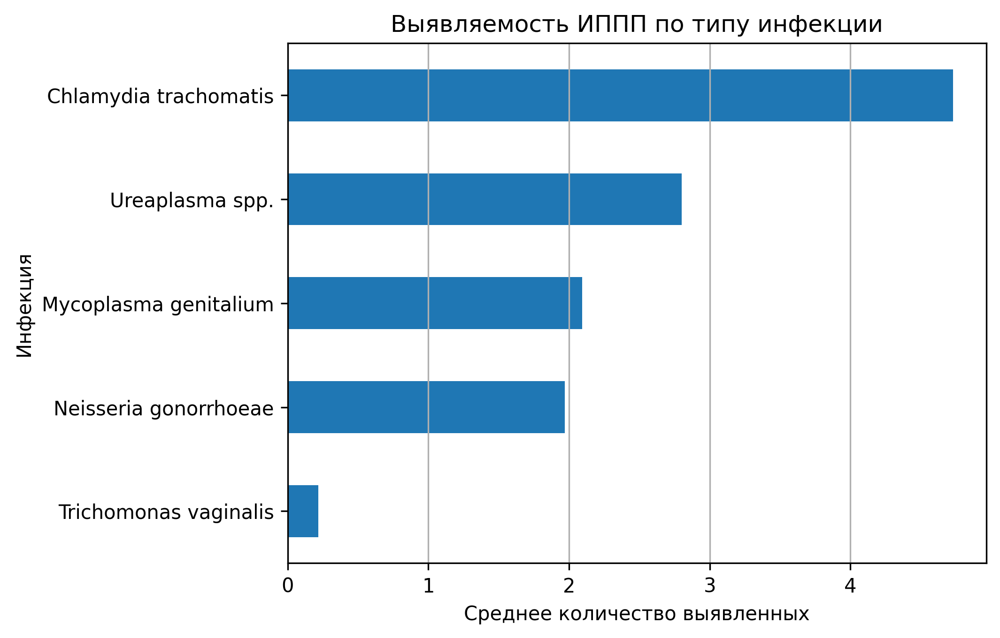 Выявляемость ИППП по типу инфекции
Инфекция
Chlamydia trachomatis
Ureaplasma spp.
Mycoplasma genitalium
Neisseria gonorrhoeae
Trichomonas vaginalis
0 1 2 3 4
Среднее количество выявленных